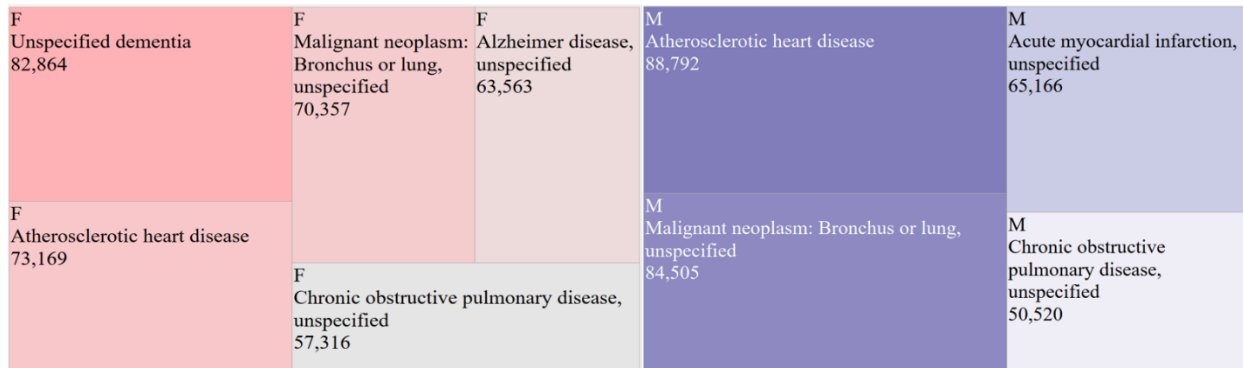 F
Unspecified dementia
82,864
F
Atherosclerotic heart disease
73,169
F
Malignant neoplasm:
Bronchus or lung,
unspecified
70,357
F
Alzheimer disease,
unspecified
63,563
F
Chronic obstructive pulmonary disease,
unspecified
57,316
M
Atherosclerotic heart disease
88,792
M
Malignant neoplasm: Bronchus or lung,
unspecified
84,505
M
Acute myocardial infarction,
unspecified
65,166
M
Chronic obstructive
pulmonary disease,
unspecified
50,520